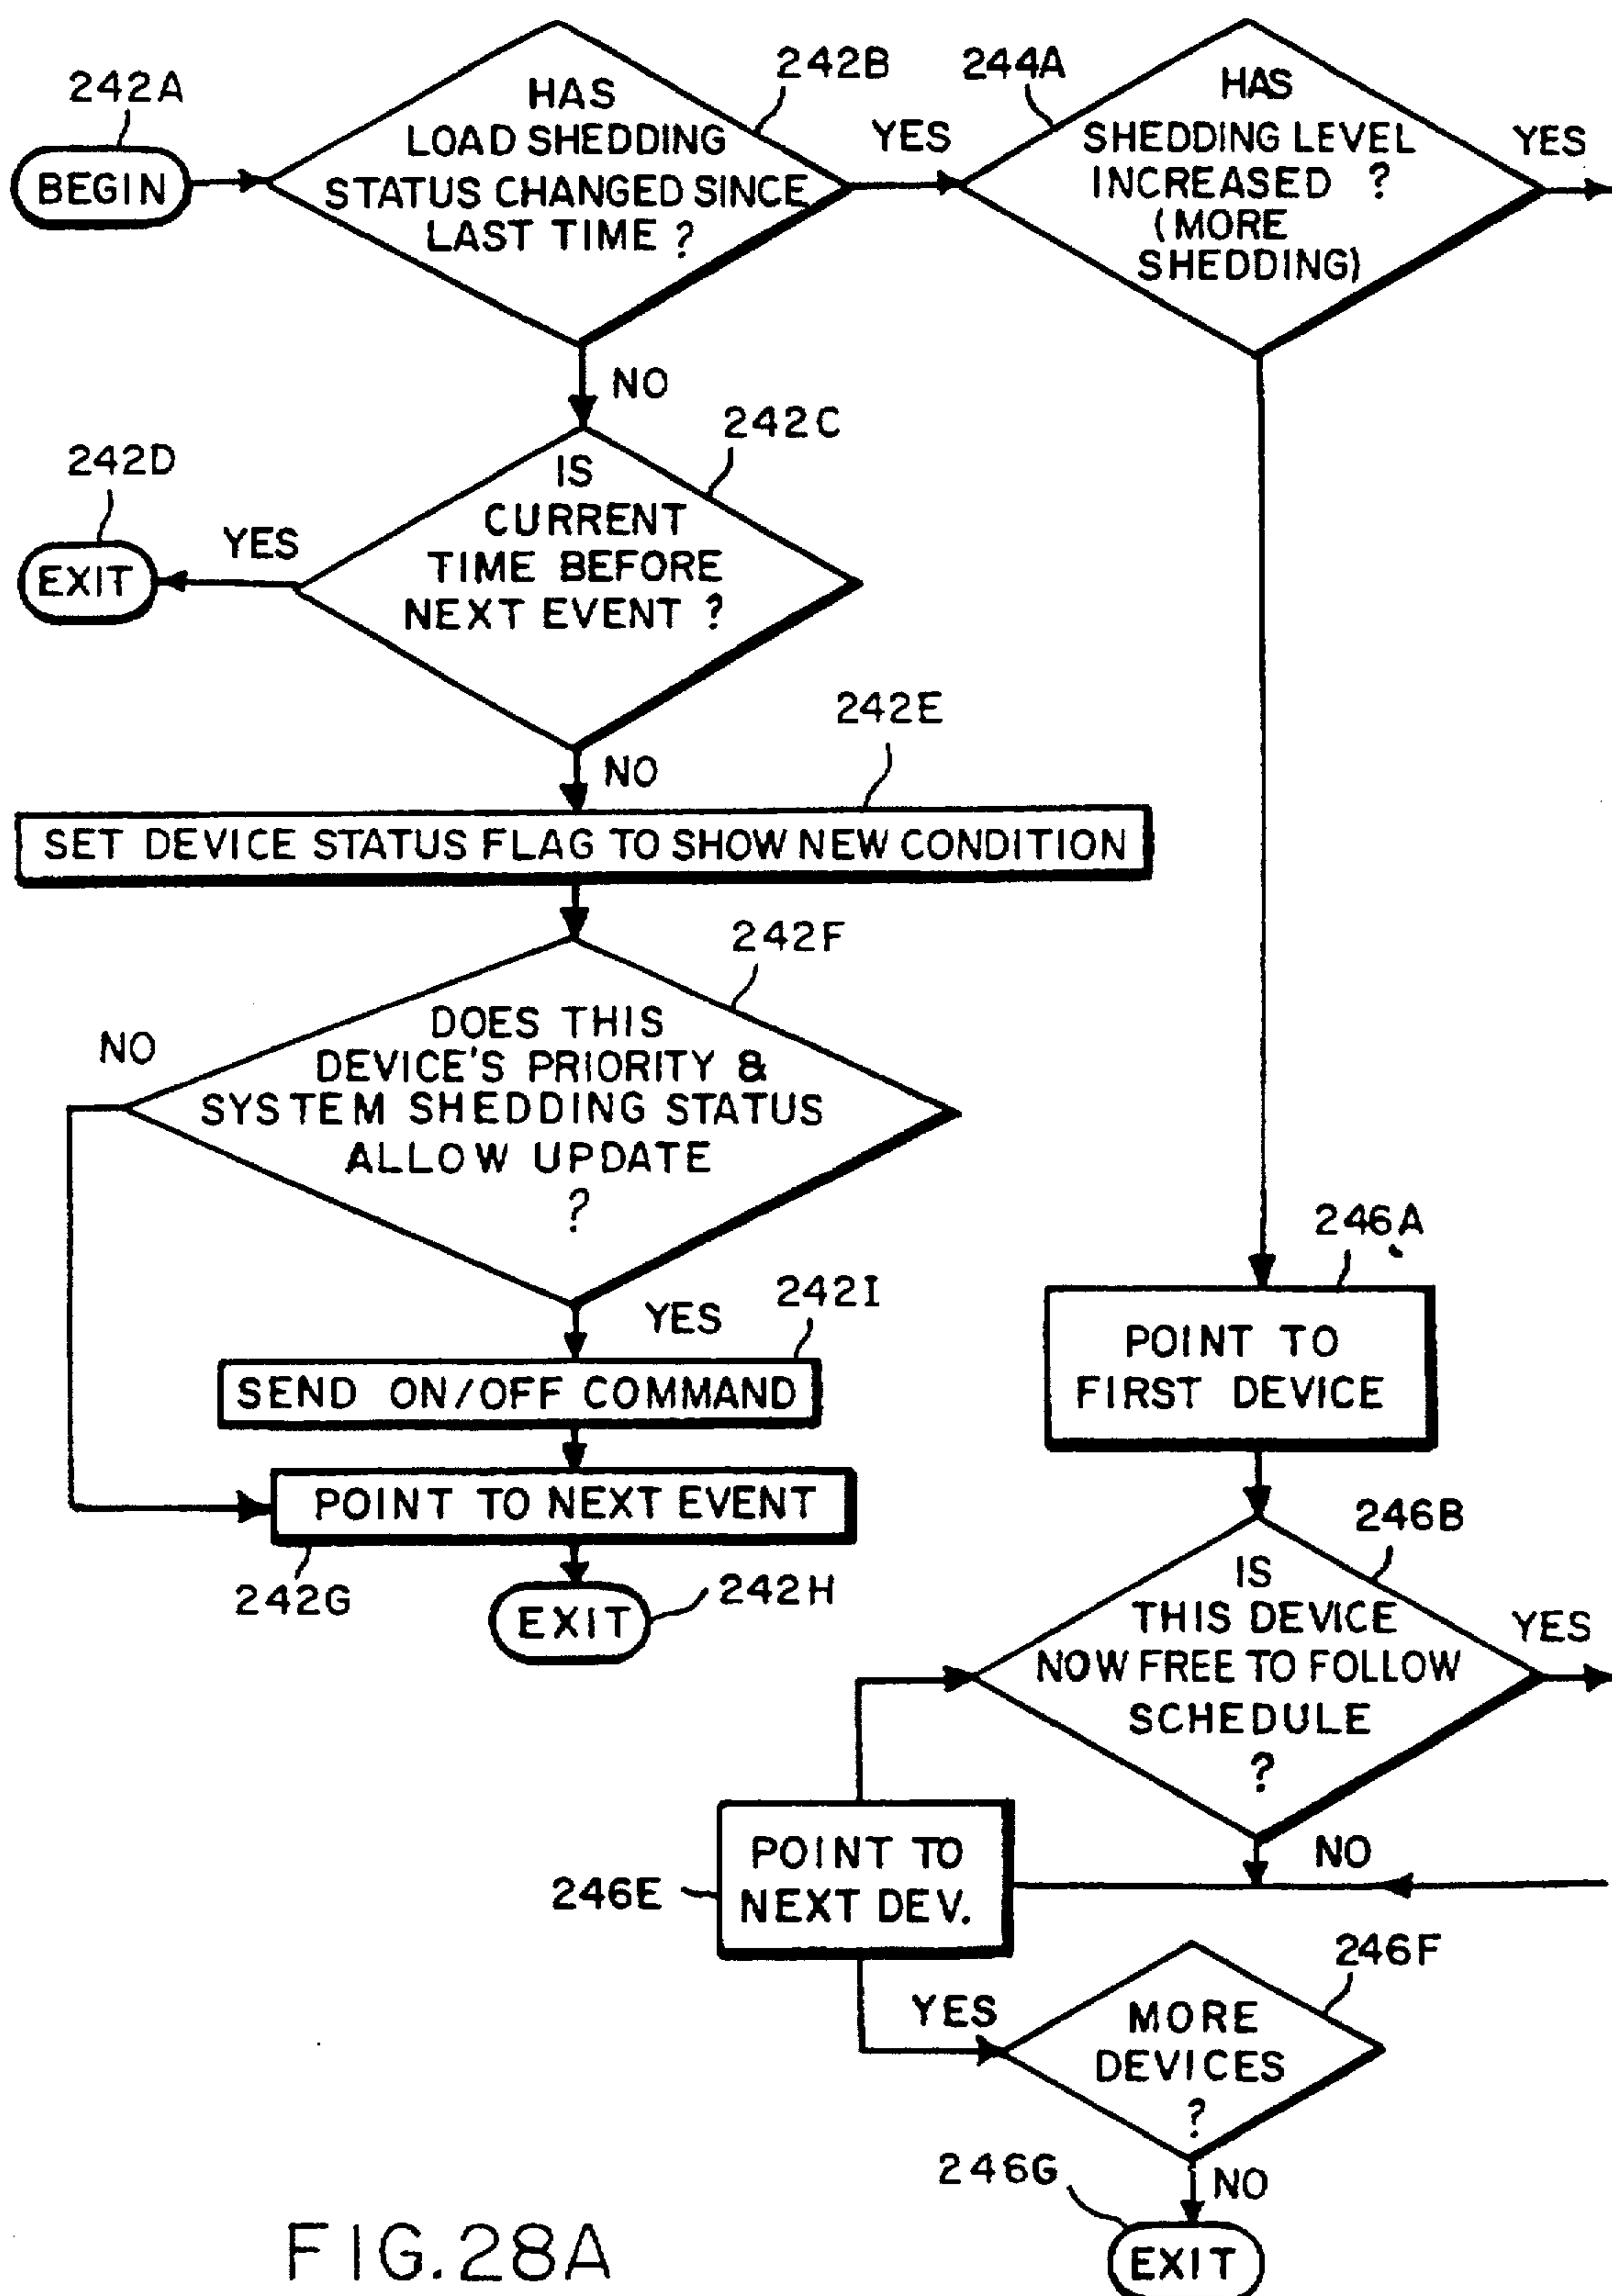 242A
BEGIN
242B
HAS
LOAD SHEDDING
STATUS CHANGED SINCE
LAST TIME ?
YES
NO
244A
HAS
SHEDDING LEVEL
INCREASED ?
(MORE
SHEDDING)
YES
242C
IS
CURRENT
TIME BEFORE
NEXT EVENT ?
YES
242D
EXIT
NO
242E
SET DEVICE STATUS FLAG TO SHOW NEW CONDITION
242F
DOES THIS
DEVICE'S PRIORITY &
SYSTEM SHEDDING STATUS
ALLOW UPDATE
?
NO
YES
242I
SEND ON/OFF COMMAND
POINT TO NEXT EVENT
242G
EXIT
242H
246A
POINT TO
FIRST DEVICE
246B
IS
THIS DEVICE
NOW FREE TO FOLLOW
SCHEDULE
?
YES
NO
246E
POINT TO
NEXT DEV.
YES
246F
MORE
DEVICES
?
NO
246G
EXIT
FIG.28A